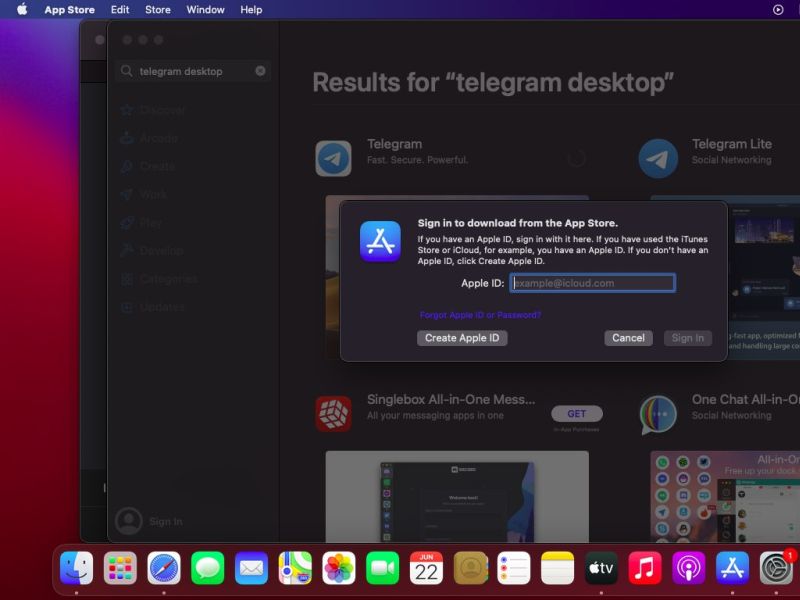 App Store Edit Store Window Help
telegram desktop
Discover
Arcade
Create
Work
Play
Develop
Categories
Updates
Sign In
Results for “telegram desktop”
Telegram
Fast. Secure. Powerful.
Telegram Lite
Social Networking
Sign in to download from the App Store.
If you have an Apple ID, sign in with it here. If you have used the iTunes
Store or iCloud, for example, you have an Apple ID. If you don't have an
Apple ID, click Create Apple ID.
Apple ID: example@icloud.com
Forgot Apple ID or Password?
Create Apple ID Cancel Sign In
-fast app, optimized
and handling large co
Singlebox All-in-One Mess...
All your messaging apps in one
GET
In-App Purchases
One Chat All-in-On
Social Networking
Welcome back!
All-in-On
Free up your dock
JUN
22
tv
1